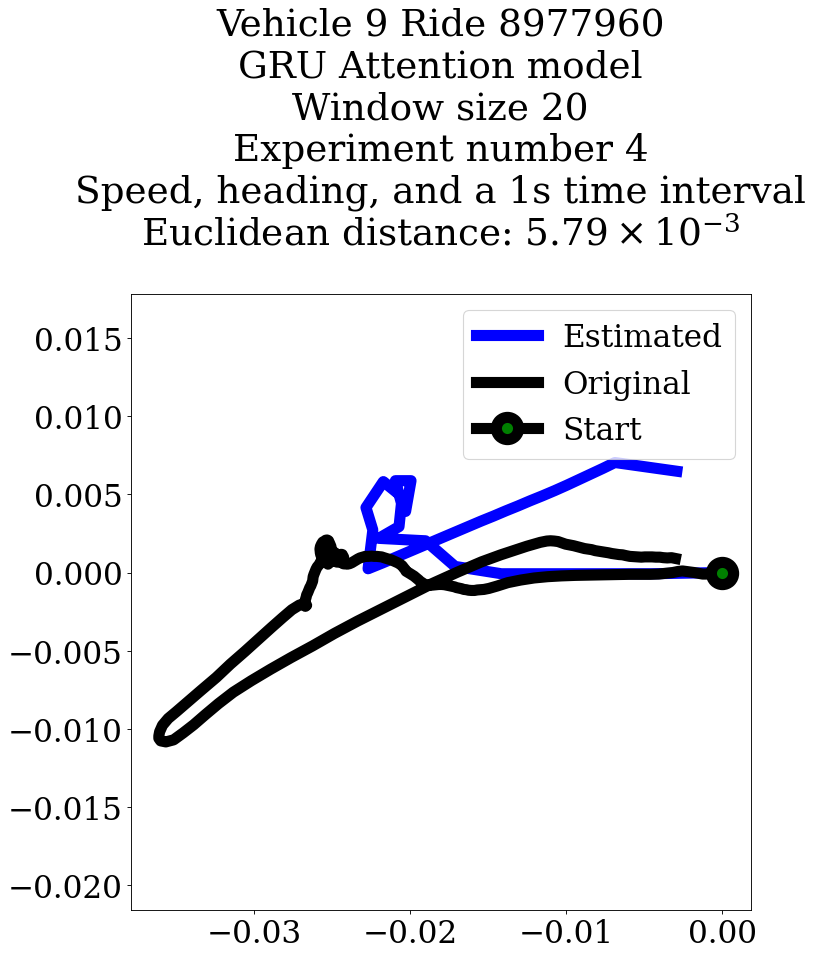 Vehicle 9 Ride 8977960
GRU Attention model
Window size 20
Experiment number 4
Speed, heading, and a 1s time interval
Euclidean distance: 5.79 × 10⁻³
Estimated
Original
Start
0.015
0.010
0.005
0.000
−0.005
−0.010
−0.015
−0.020
−0.03
−0.02
−0.01
0.00